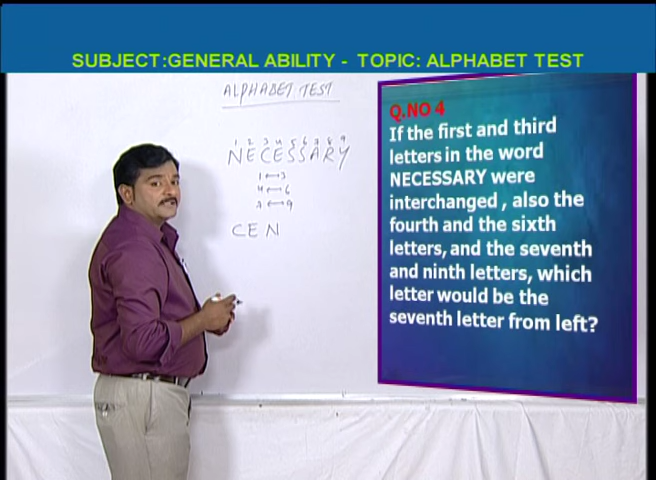 SUBJECT:GENERAL ABILITY - TOPIC: ALPHABET TEST
ALPHABET TEST
1 2 3 4 5 6 7 8 9
NECESSARY
1 ↔ 3
4 ↔ 6
7 ↔ 9
CEN
Q.NO 4
If the first and third
letters in the word
NECESSARY were
interchanged , also the
fourth and the sixth
letters, and the seventh
and ninth letters, which
letter would be the
seventh letter from left?